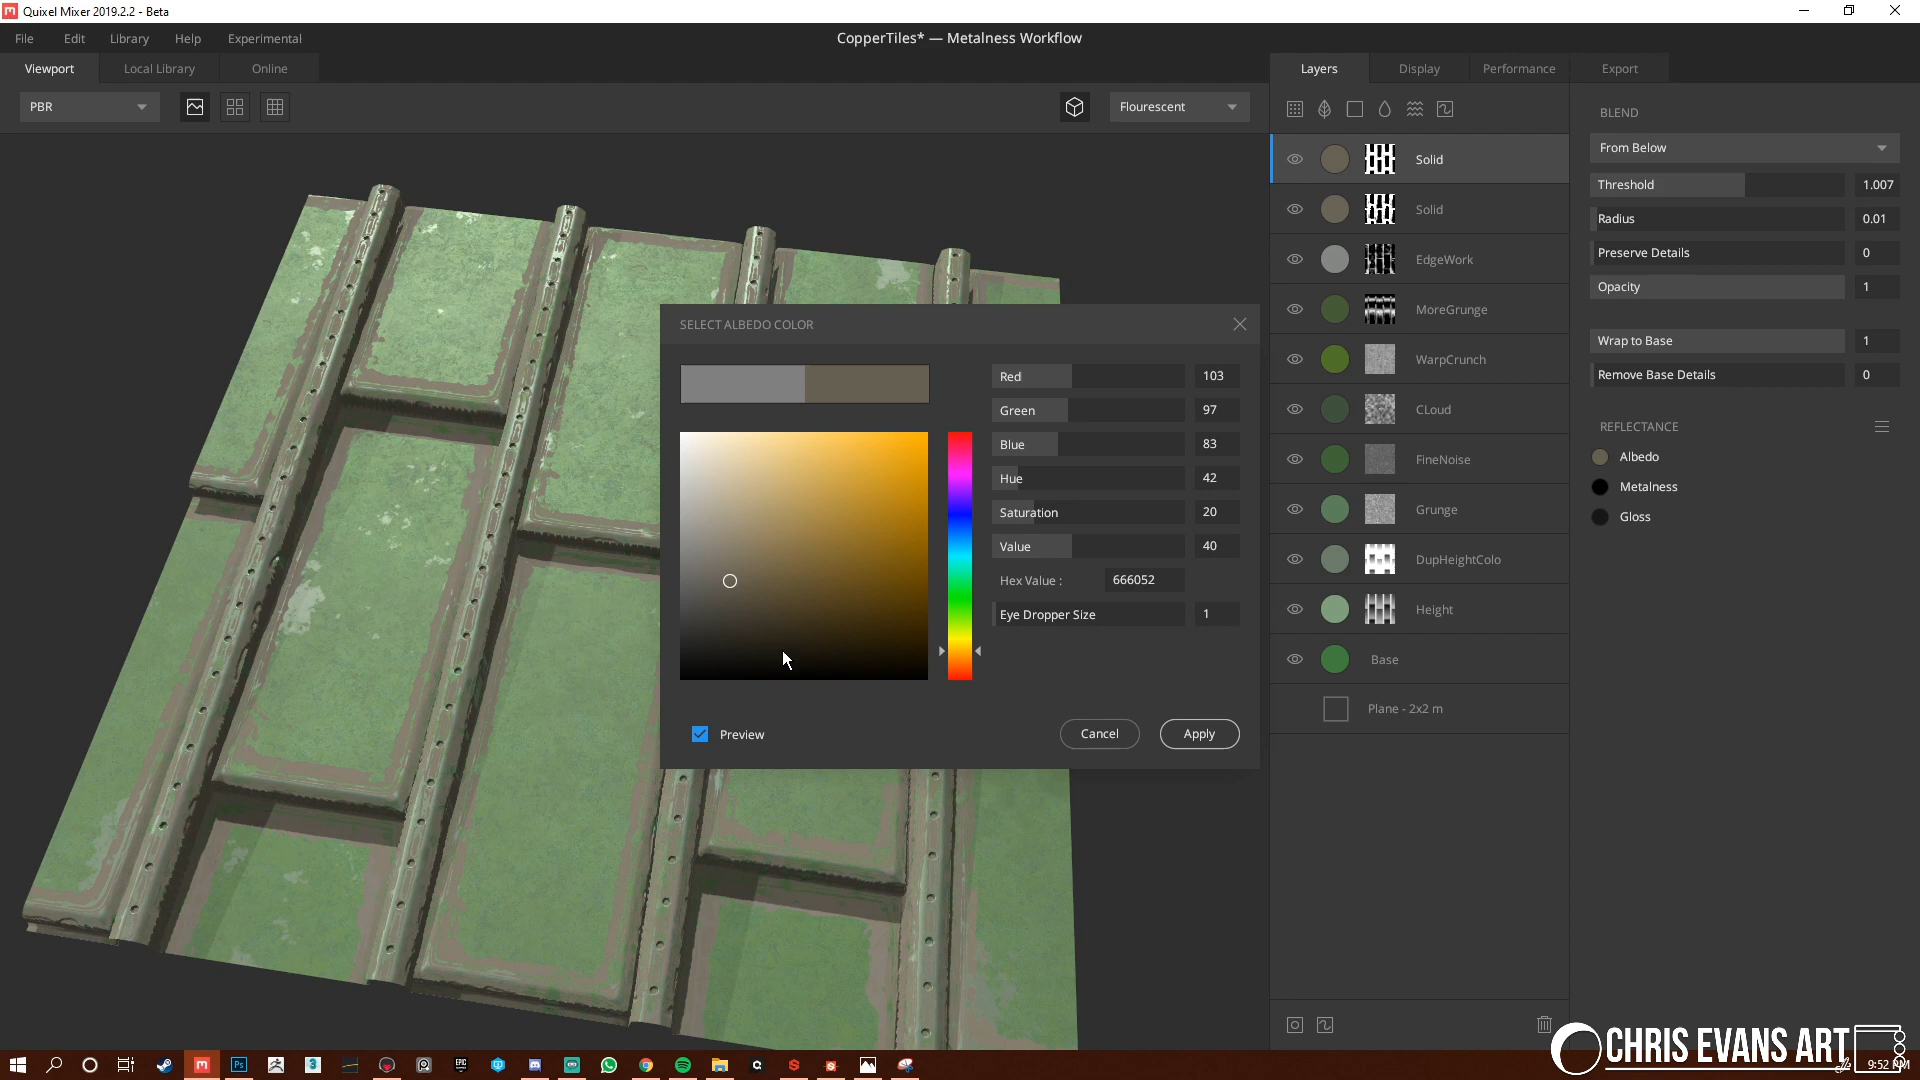 Quixel Mixer 2019.2.2 - Beta
File Edit Library Help Experimental
CopperTiles* — Metalness Workflow
Viewport Local Library Online
Layers Display Performance Export
PBR
Flourescent
BLEND
From Below
Threshold 1.007
Radius 0.01
Preserve Details 0
Opacity 1
Wrap to Base 1
Remove Base Details 0
REFLECTANCE
Albedo
Metalness
Gloss
Solid
Solid
EdgeWork
MoreGrunge
WarpCrunch
CLoud
FineNoise
Grunge
DupHeightColo
Height
Base
Plane - 2x2 m
SELECT ALBEDO COLOR
Red 103
Green 97
Blue 83
Hue 42
Saturation 20
Value 40
Hex Value : 666052
Eye Dropper Size 1
Preview
Cancel Apply
CHRIS EVANS ART
9:52 PM